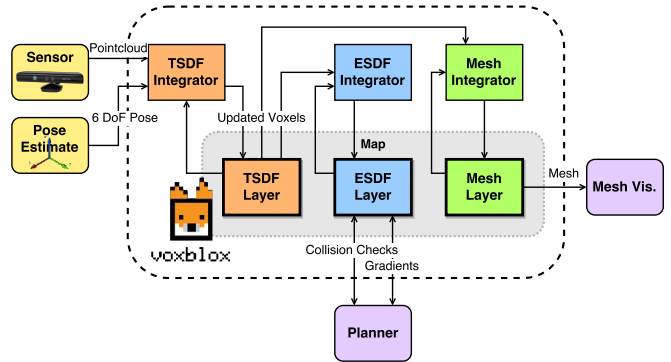 Sensor
Pointcloud
TSDF
Integrator
ESDF
Integrator
Mesh
Integrator
6 DoF Pose
Updated Voxels
Pose
Estimate
Map
TSDF
Layer
ESDF
Layer
Mesh
Layer
Mesh
Mesh Vis.
voxblox
Collision Checks
Gradients
Planner